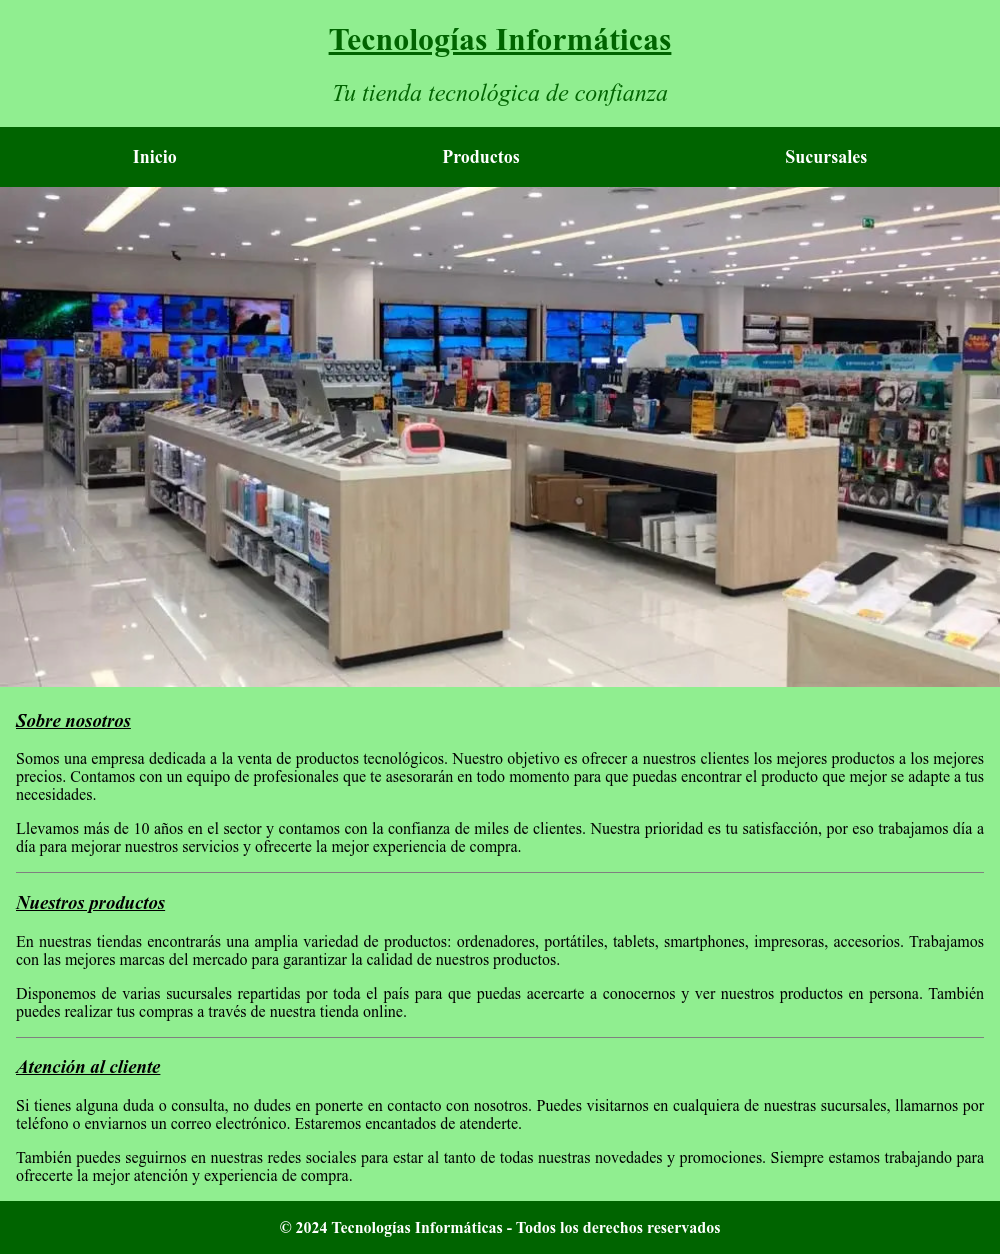 Tecnologías Informáticas
Tu tienda tecnológica de confianza
Inicio
Productos
Sucursales
Sobre nosotros
Somos una empresa dedicada a la venta de productos tecnológicos. Nuestro objetivo es ofrecer a nuestros clientes los mejores productos a los mejores
precios. Contamos con un equipo de profesionales que te asesorarán en todo momento para que puedas encontrar el producto que mejor se adapte a tus
necesidades.
Llevamos más de 10 años en el sector y contamos con la confianza de miles de clientes. Nuestra prioridad es tu satisfacción, por eso trabajamos día a
día para mejorar nuestros servicios y ofrecerte la mejor experiencia de compra.
Nuestros productos
En nuestras tiendas encontrarás una amplia variedad de productos: ordenadores, portátiles, tablets, smartphones, impresoras, accesorios. Trabajamos
con las mejores marcas del mercado para garantizar la calidad de nuestros productos.
Disponemos de varias sucursales repartidas por toda el país para que puedas acercarte a conocernos y ver nuestros productos en persona. También
puedes realizar tus compras a través de nuestra tienda online.
Atención al cliente
Si tienes alguna duda o consulta, no dudes en ponerte en contacto con nosotros. Puedes visitarnos en cualquiera de nuestras sucursales, llamarnos por
teléfono o enviarnos un correo electrónico. Estaremos encantados de atenderte.
También puedes seguirnos en nuestras redes sociales para estar al tanto de todas nuestras novedades y promociones. Siempre estamos trabajando para
ofrecerte la mejor atención y experiencia de compra.
© 2024 Tecnologías Informáticas - Todos los derechos reservados